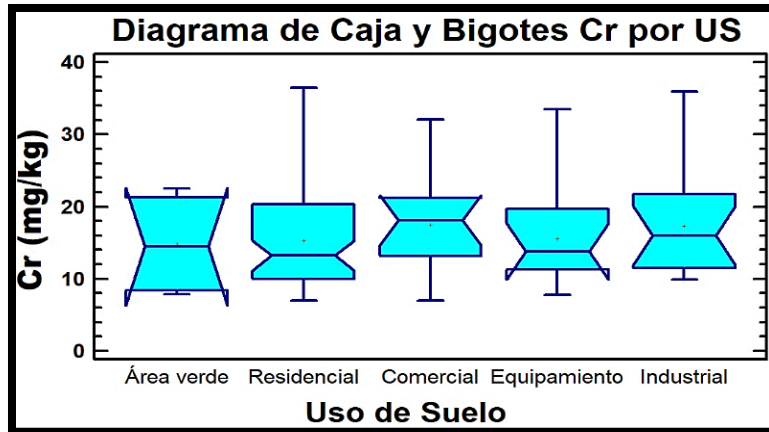 Diagrama de Caja y Bigotes Cr por US
Cr (mg/kg)
40
30
20
10
0
Área verde Residencial Comercial Equipamiento Industrial
Uso de Suelo